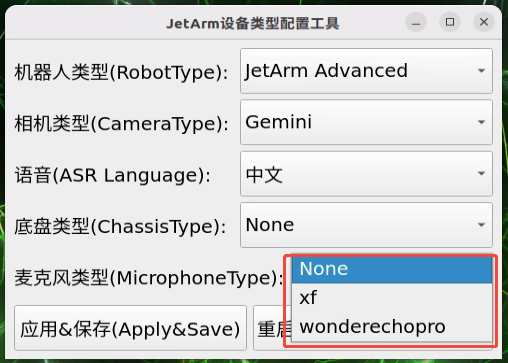 JetArm设备类型配置工具
机器人类型(RobotType): JetArm Advanced
相机类型(CameraType): Gemini
语音(ASR Language): 中文
底盘类型(ChassisType): None
麦克风类型(MicrophoneType): None
xf
应用&保存(Apply&Save) 重启
wonderechopro